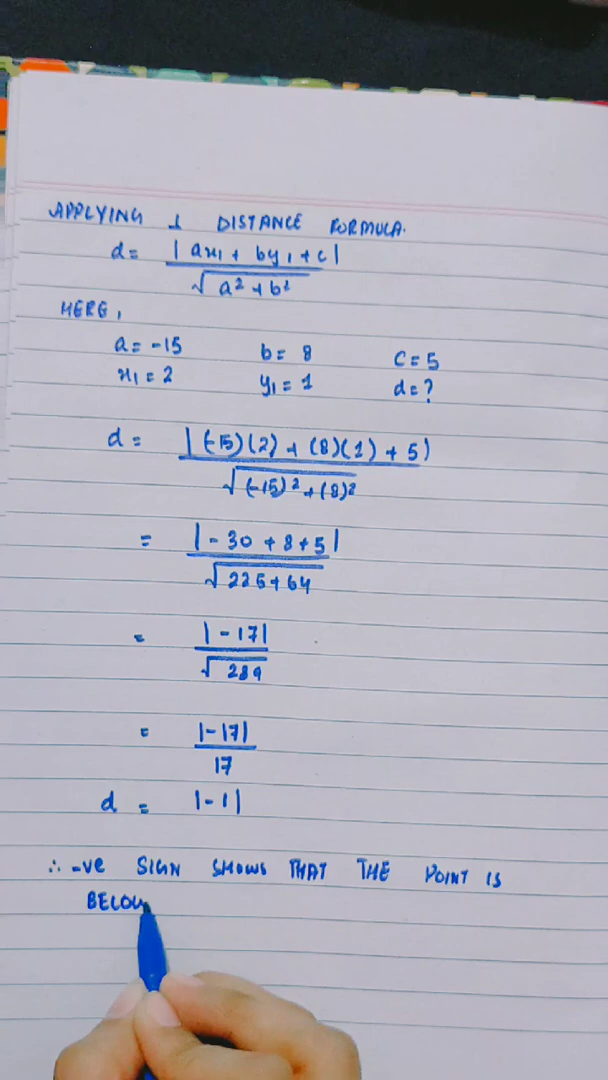 APPLYING ⊥ DISTANCE FORMULA.
d = |ax₁ + by₁ + c|
√a² + b²
HERE,
a = -15 b = 8 c = 5
x₁ = 2 y₁ = 1 d = ?
d = |(-15)(2) + (8)(1) + 5|
√(-15)² + (8)²
= |-30 + 8 + 5|
√225 + 64
= |-17|
√289
= |-17|
17
d = |-1|
∴ -ve SIGN SHOWS THAT THE POINT IS
BELOW